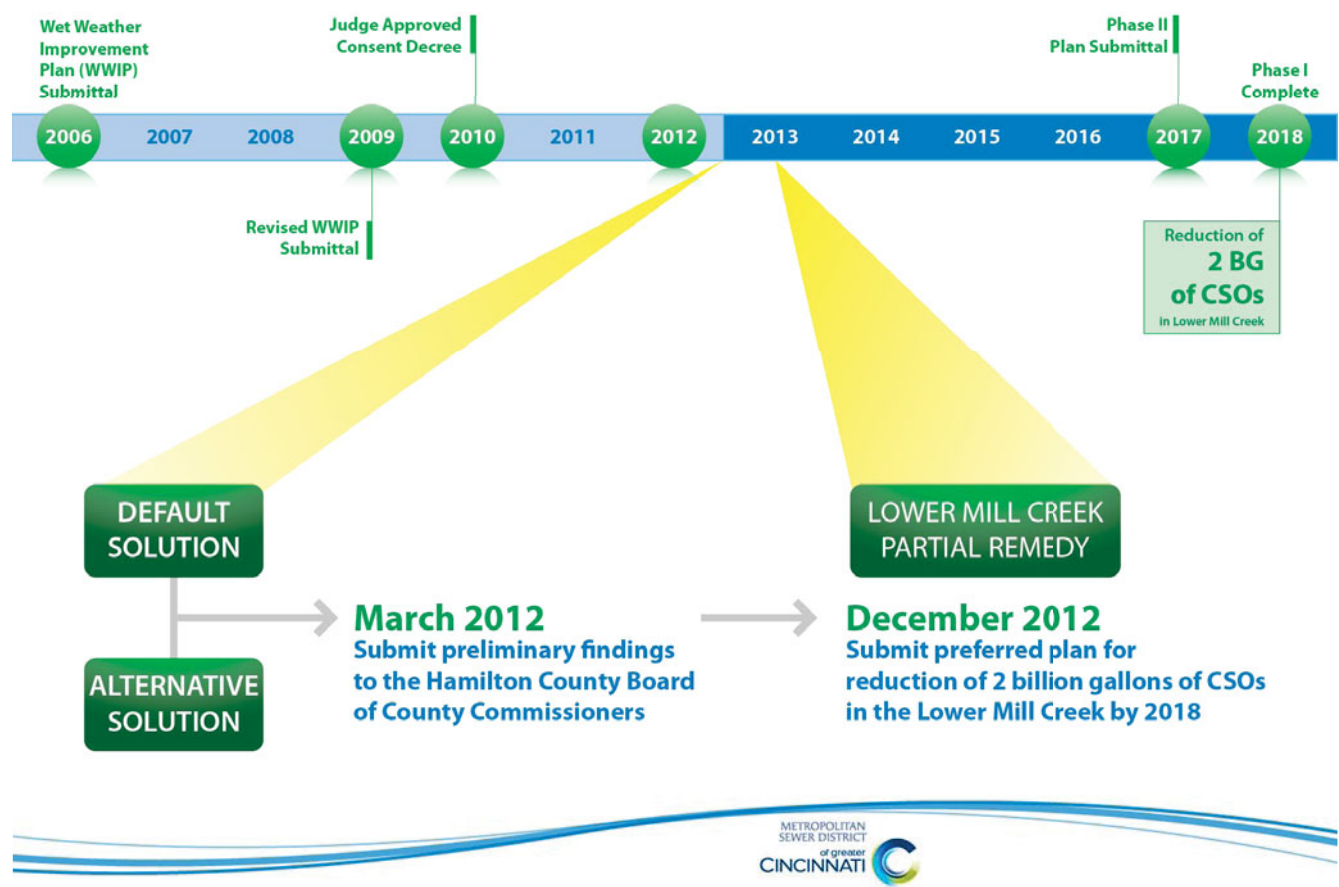 Wet Weather
Improvement
Plan (WWIP)
Submittal
Judge Approved
Consent Decree
Phase II
Plan Submittal
Phase I
Complete
2006 2007 2008 2009 2010 2011 2012 2013 2014 2015 2016 2017 2018
Revised WWIP
Submittal
Reduction of
2 BG
of CSOs
in Lower Mill Creek
DEFAULT
SOLUTION
ALTERNATIVE
SOLUTION
March 2012
Submit preliminary findings
to the Hamilton County Board
of County Commissioners
LOWER MILL CREEK
PARTIAL REMEDY
December 2012
Submit preferred plan for
reduction of 2 billion gallons of CSOs
in the Lower Mill Creek by 2018
METROPOLITAN
SEWER DISTRICT
of greater
CINCINNATI